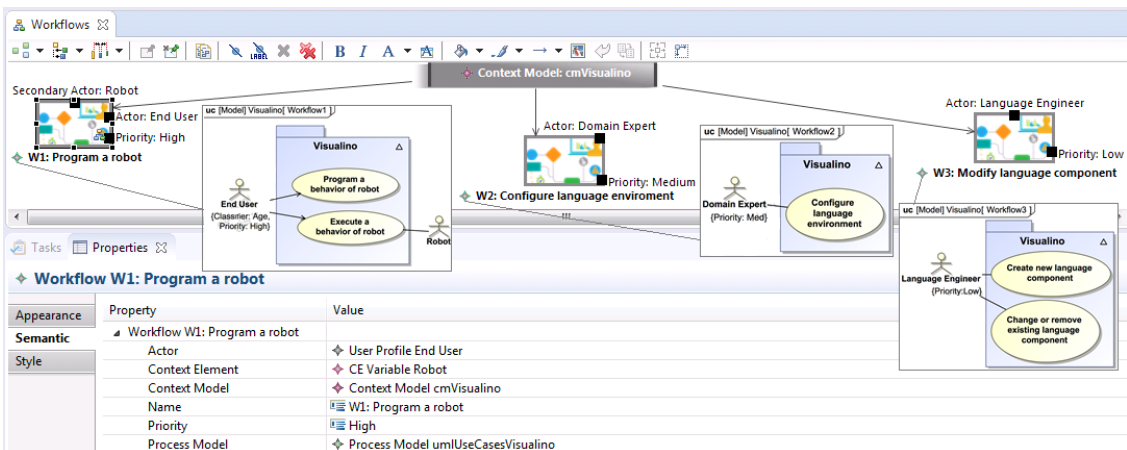 Workflows
LABEL
B I A A
Context Model: cmVisualino
Secondary Actor: Robot
Actor: End User
Priority: High
W1: Program a robot
uc [Model] Visualino[ Workflow1 ]
Visualino
Program a
behavior of robot
Execute a
behavior of robot
End User
{Classrier: Age,
Priority: High}
Robot
Actor: Domain Expert
Priority: Medium
W2: Configure language enviroment
uc [Model] Visualino[ Workflow2 ]
Visualino
Domain Expert
{Priority: Med}
Configure
language
environment
Actor: Language Engineer
Priority: Low
W3: Modify language component
uc [Model] Visualino[ Workflow3 ]
Visualino
Language Engineer
{Priority:Low}
Create new language
component
Change or remove
existing language
component
Tasks Properties
Workflow W1: Program a robot
Appearance
Semantic
Style
Property Value
Workflow W1: Program a robot
Actor User Profile End User
Context Element CE Variable Robot
Context Model Context Model cmVisualino
Name W1: Program a robot
Priority High
Process Model Process Model umlUseCasesVisualino